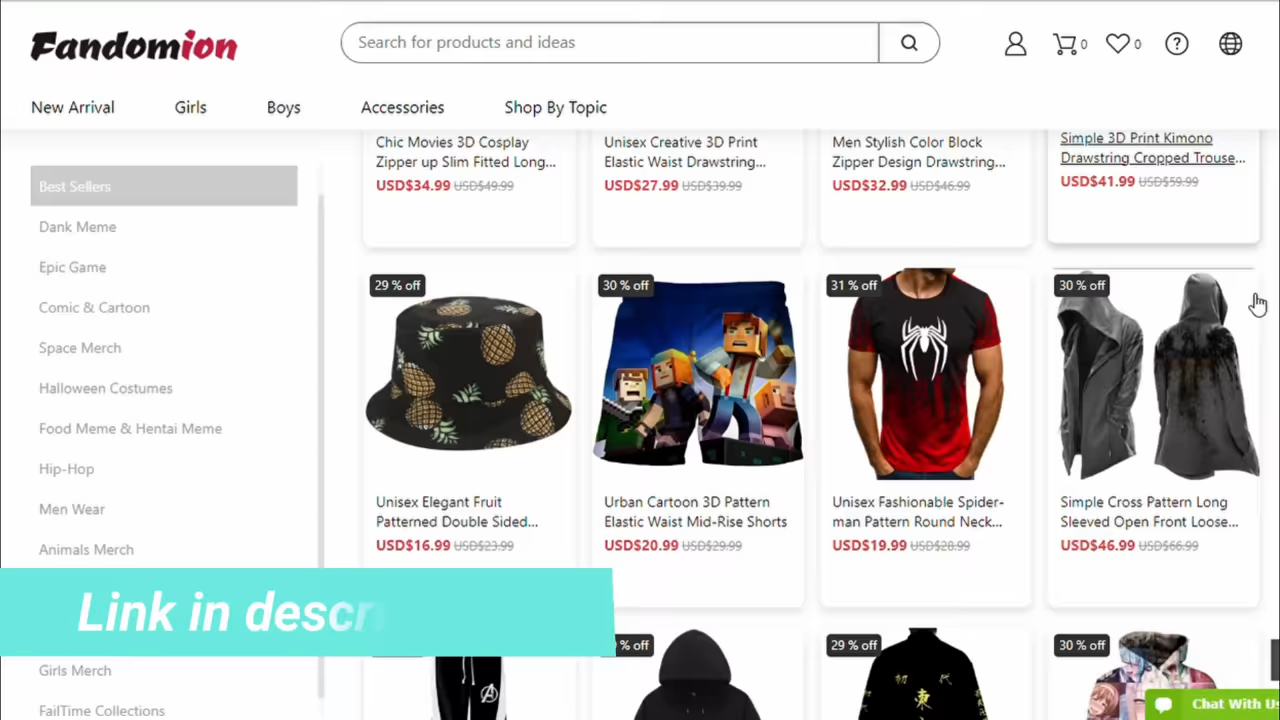 Fandomion
Search for products and ideas
0
0
New Arrival
Girls
Boys
Accessories
Shop By Topic
Best Sellers
Dank Meme
Epic Game
Comic & Cartoon
Space Merch
Halloween Costumes
Food Meme & Hentai Meme
Hip-Hop
Men Wear
Animals Merch
Girls Merch
FailTime Collections
Chic Movies 3D Cosplay
Zipper up Slim Fitted Long...
USD$34.99 USD$49.99
Unisex Creative 3D Print
Elastic Waist Drawstring...
USD$27.99 USD$39.99
Men Stylish Color Block
Zipper Design Drawstring...
USD$32.99 USD$46.99
Simple 3D Print Kimono
Drawstring Cropped Trouse...
USD$41.99 USD$59.99
29 % off
Unisex Elegant Fruit
Patterned Double Sided...
USD$16.99 USD$23.99
30 % off
Urban Cartoon 3D Pattern
Elastic Waist Mid-Rise Shorts
USD$20.99 USD$29.99
31 % off
Unisex Fashionable Spider-
man Pattern Round Neck...
USD$19.99 USD$28.99
30 % off
Simple Cross Pattern Long
Sleeved Open Front Loose...
USD$46.99 USD$66.99
Link in descr
% off
29 % off
初代
東
30 % off
Chat With Us